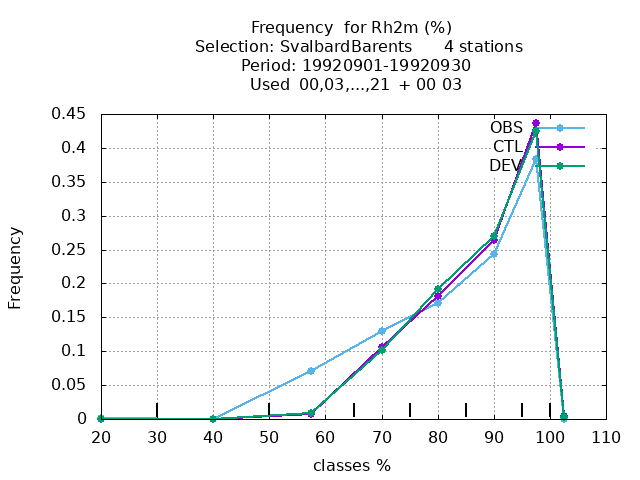 Frequency  for Rh2m (%)
Selection: SvalbardBarents      4 stations
Period: 19920901-19920930
Used  00,03,...,21  + 00 03
0.45
0.4
0.35
0.3
0.25
0.2
0.15
0.1
0.05
0
Frequency
OBS
CTL
DEV
20 30 40 50 60 70 80 90 100 110
classes %